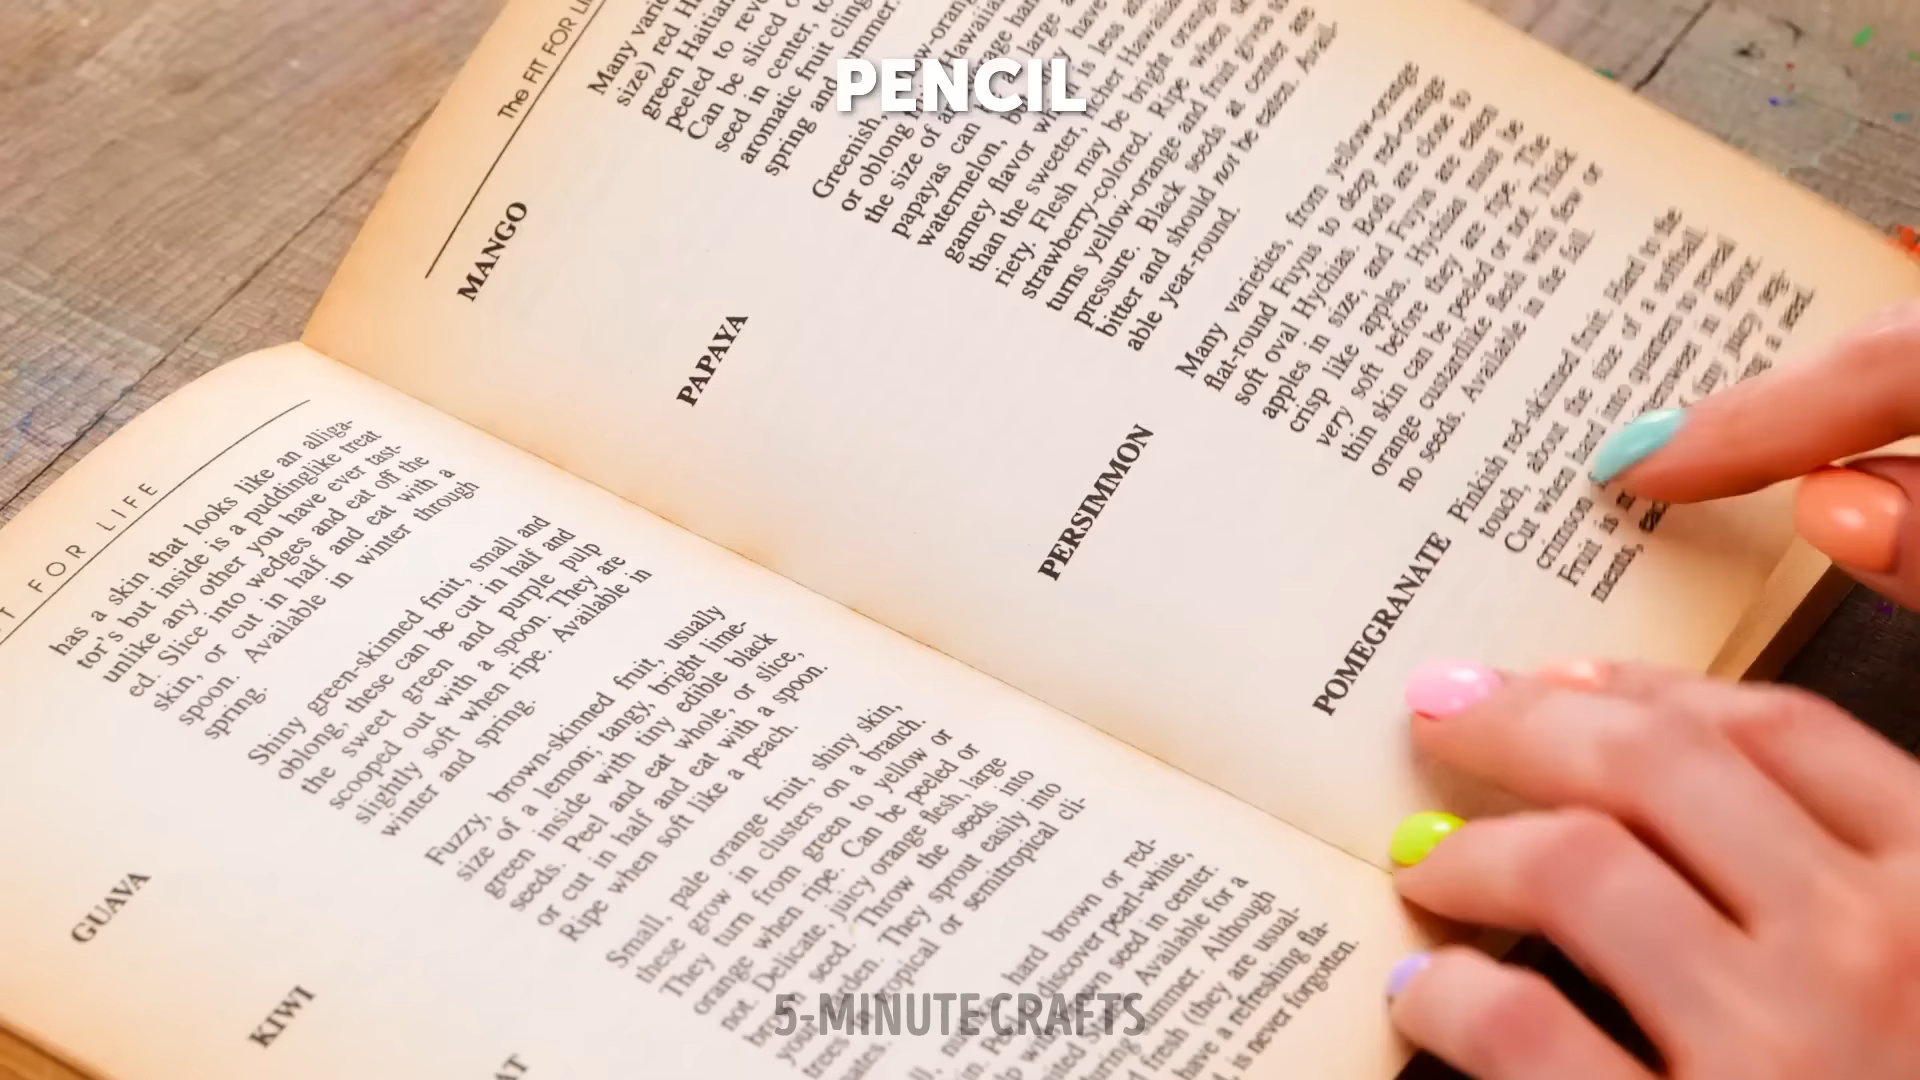 PENCIL
T FOR LIFE
has a skin that looks like an alliga-
tor's but inside is a puddinglike treat
unlike any other you have ever tast-
ed. Slice into wedges and eat off the
skin, or cut in half and eat with a
spoon. Available in winter through
spring.
GUAVA
Shiny green-skinned fruit, small and
oblong, these can be cut in half and
the sweet green and purple pulp
scooped out with a spoon. They are
slightly soft when ripe. Available in
winter and spring.
KIWI
Fuzzy, brown-skinned fruit, usually
size of a lemon; tangy, bright lime-
green inside with tiny edible black
seeds. Peel and eat whole, or slice,
or cut in half and eat with a spoon.
Ripe when soft like a peach.
AT
Small, pale orange fruit, shiny skin,
these grow in clusters on a branch.
They turn from green to yellow or
orange when ripe. Can be peeled or
not. Delicate, juicy orange flesh, large
seed. Throw the seeds into
They sprout easily into
trees or semitropical cli-
hard brown or red-
discover pearl-white,
seed in center.
Available for a
Although
fresh (they are usual-
have a refreshing fla-
is never forgotten.
The FIT FOR LI
MANGO
Many varie
size) red H
green Haitian
peeled to rev
Can be sliced
seed in center,
aromatic fruit cling
spring and
PAPAYA
Greenish,
or oblong
the size of
papayas can
watermelon,
gamey flavor is less
than the sweeter, Hawaiian
riety. Flesh may be bright orang
strawberry-colored. Ripe when
turns yellow-orange and fruit gives
pressure. Black seeds at center are
bitter and should not be eaten. Avail-
able year-round.
PERSIMMON
Many varieties, from yellow-orange
flat-round Fuyus to deep red-orange
soft oval Hychias. Both are close to
apples in size, and Fuyus are eaten
crisp like apples. Hychias must be
very soft before they are ripe. The
thin skin can be peeled or not. Thick
orange custardlike flesh with few or
no seeds. Available in the fall.
POMEGRANATE
Pinkish red-skinned fruit. Hard to the
touch, about the size of a softball.
Cut when hard into quarters to reveal
crimson in flavor.
Fruit is juicy seg-
ments, a seed.
5-MINUTE CRAFTS